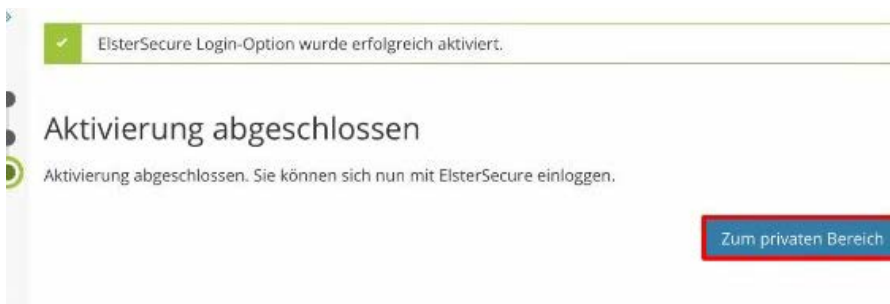 ElsterSecure Login-Option wurde erfolgreich aktiviert.
Aktivierung abgeschlossen
Aktivierung abgeschlossen. Sie können sich nun mit ElsterSecure einloggen.
Zum privaten Bereich